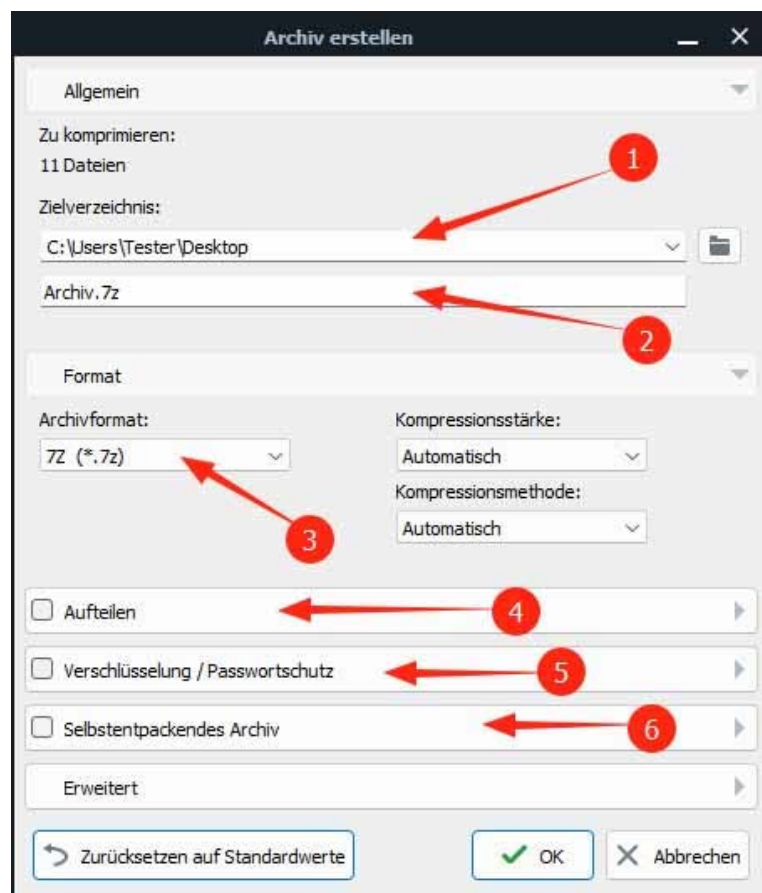 Archiv erstellen
Allgemein
Zu komprimieren:
11 Dateien
1
Zielverzeichnis:
C:\Users\Tester\Desktop
Archiv.7z
2
Format
Archivformat:
Kompressionsstärke:
7Z (*.7z)
Automatisch
Kompressionsmethode:
Automatisch
3
Aufteilen
4
Verschlüsselung / Passwortschutz
5
Selbstentpackendes Archiv
6
Erweitert
Zurücksetzen auf Standardwerte
OK
Abbrechen